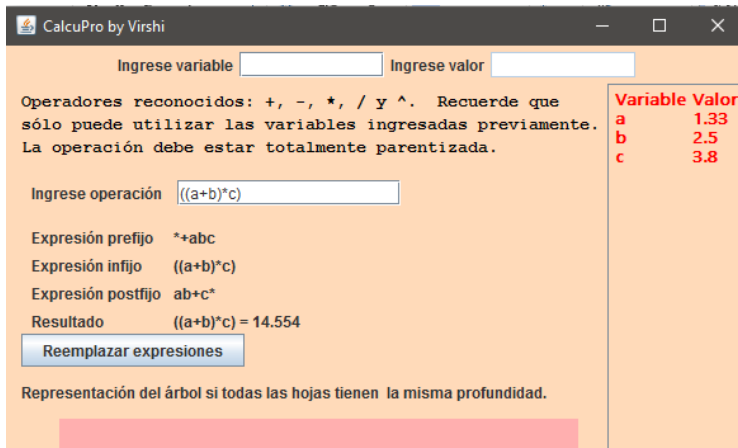 CalcuPro by Virshi
Ingrese variable Ingrese valor
Operadores reconocidos: +, -, *, / y ^. Recuerde que
sólo puede utilizar las variables ingresadas previamente.
La operación debe estar totalmente parentizada.
Variable Valor
a 1.33
b 2.5
c 3.8
Ingrese operación ((a+b)*c)
Expresión prefijo *+abc
Expresión infijo ((a+b)*c)
Expresión postfijo ab+c*
Resultado ((a+b)*c) = 14.554
Reemplazar expresiones
Representación del árbol si todas las hojas tienen la misma profundidad.